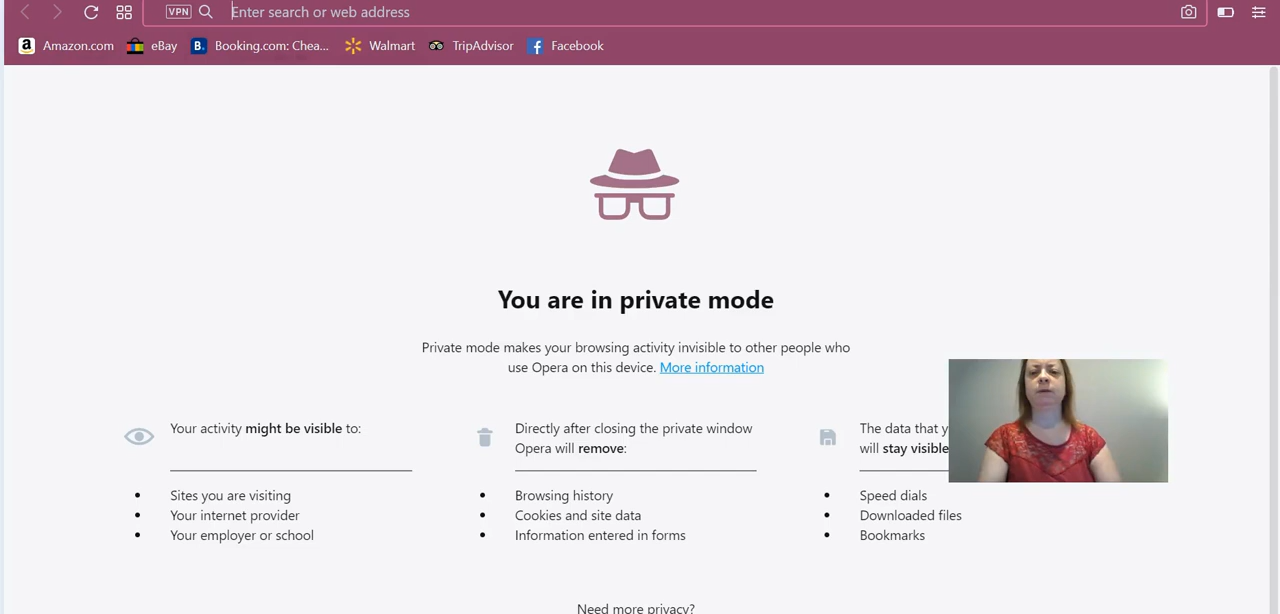 VPN
Enter search or web address
a Amazon.com eBay B. Booking.com: Chea... Walmart TripAdvisor f Facebook
You are in private mode
Private mode makes your browsing activity invisible to other people who
use Opera on this device. More information
Your activity might be visible to:
Sites you are visiting
Your internet provider
Your employer or school
Directly after closing the private window
Opera will remove:
Browsing history
Cookies and site data
Information entered in forms
The data that y
will stay visible
Speed dials
Downloaded files
Bookmarks
Need more privacy?